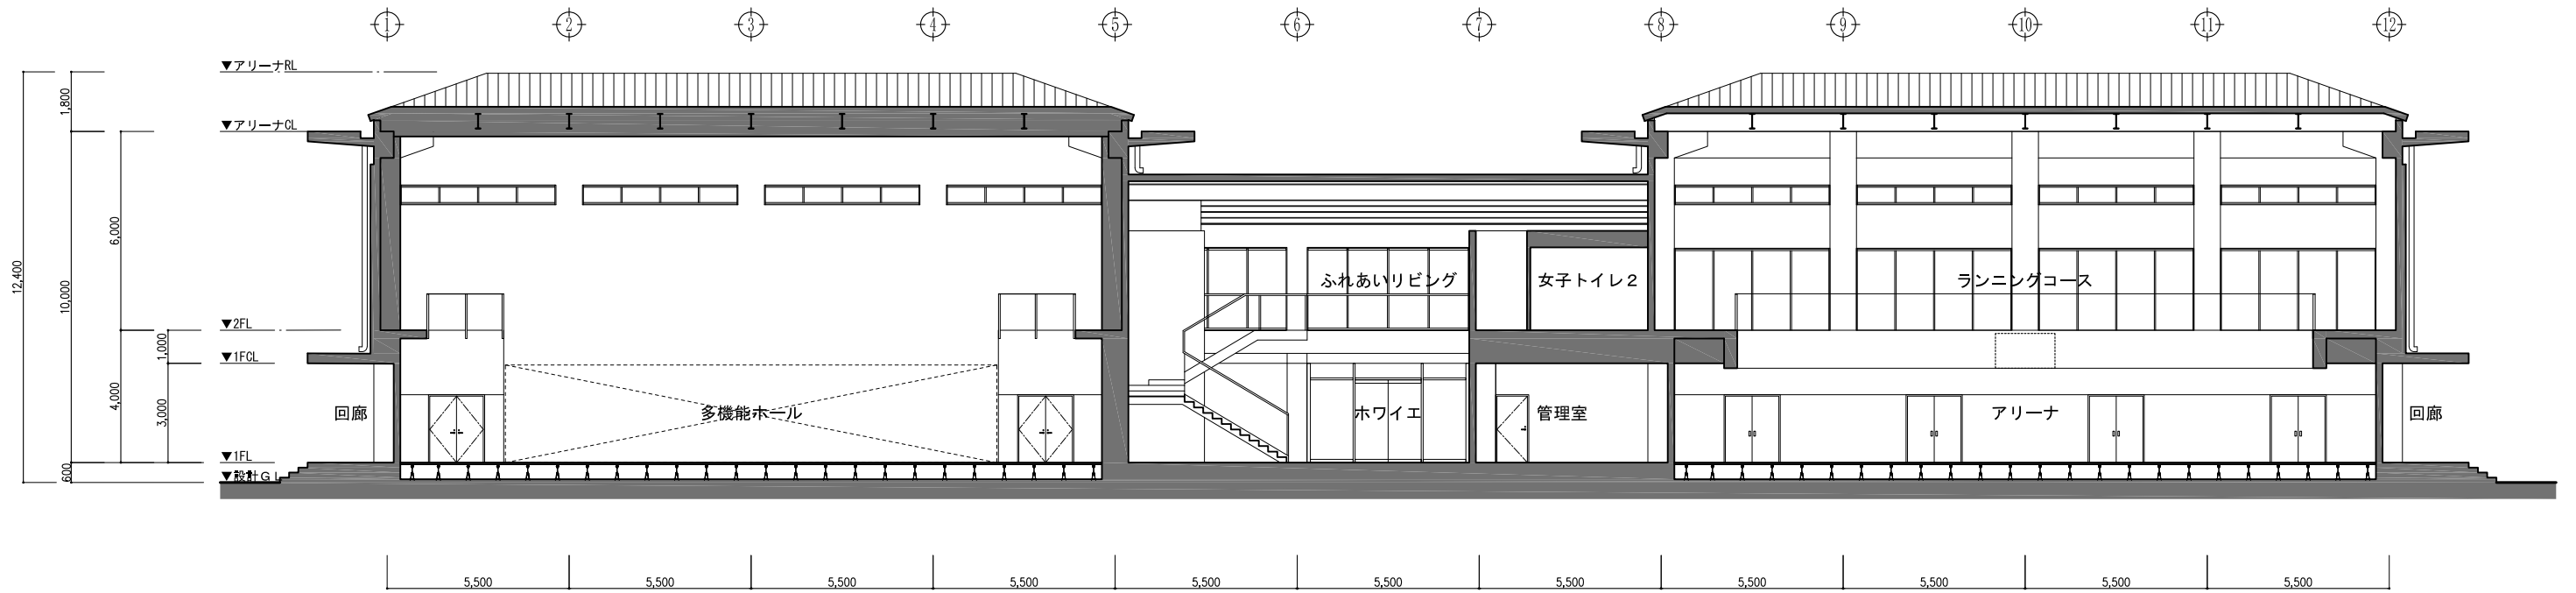 1 2 3 4 5 6 7 8 9 10 11 12
▼アリーナRL
1,800
▼アリーナCL
6,000
12,400
10,000
ふれあいリビング 女子トイレ2 ランニングコース
▼2FL
1,000
▼1FCL
4,000
3,000
回廊 多機能ホール ホワイエ 管理室 アリーナ 回廊
▼1FL
600
▼設計GL
5,500 5,500 5,500 5,500 5,500 5,500 5,500 5,500 5,500 5,500 5,500